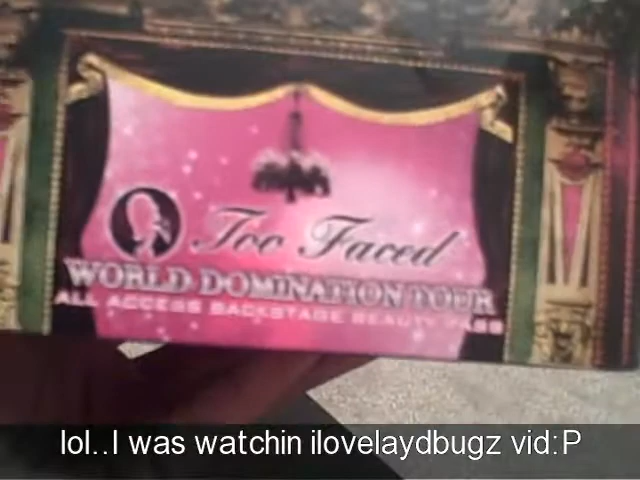 Too Faced
WORLD DOMINATION TOUR
ALL ACCESS BACKSTAGE BEAUTY PASS
lol..I was watchin ilovelaydbugz vid:P